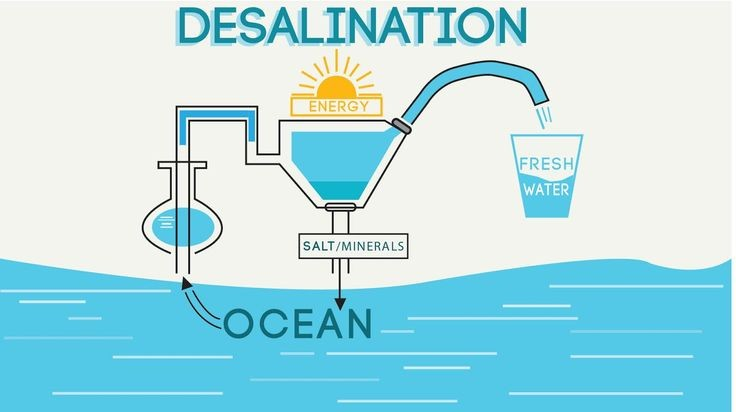 DESALINATION
ENERGY
FRESH
WATER
SALT/MINERALS
OCEAN